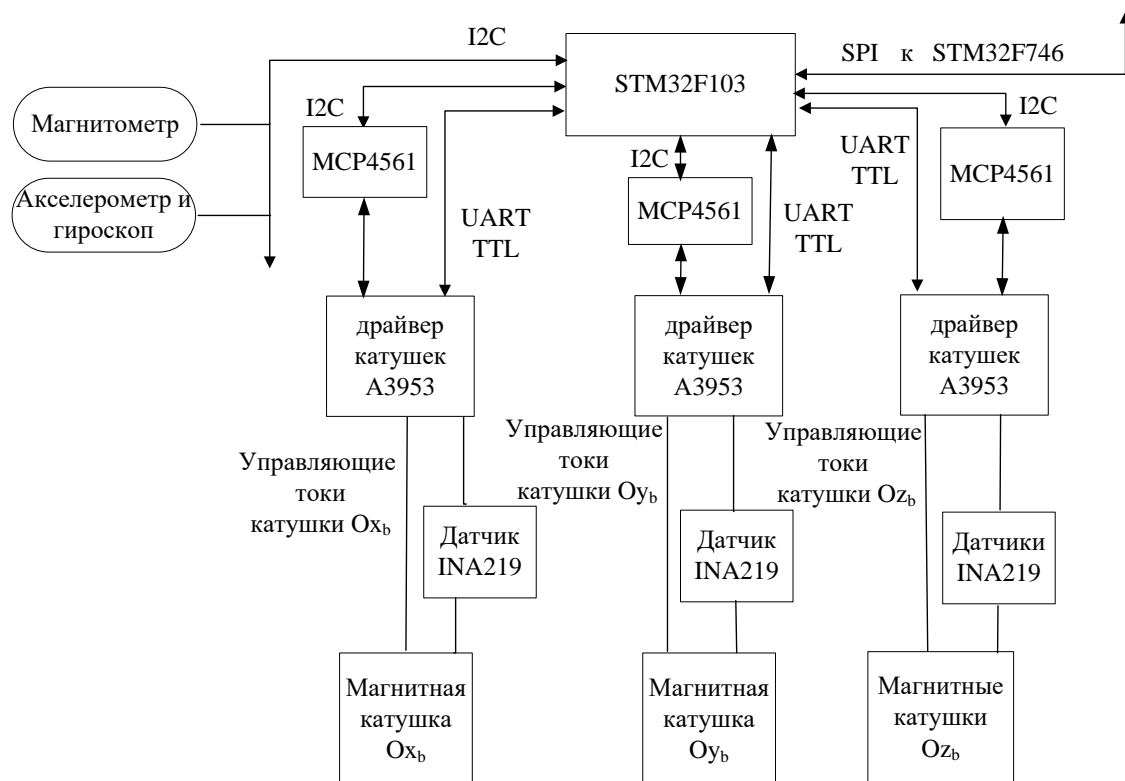 I2C
STM32F103
SPI к STM32F746
Магнитометр
I2C
MCP4561
I2C
MCP4561
UART
TTL
I2C
MCP4561
Акселерометр и
гироскоп
UART
TTL
UART
TTL
драйвер
катушек
A3953
драйвер
катушек
A3953
драйвер
катушек
A3953
Управляющие
токи
катушки Oxb
Управляющие
токи
катушки Oyb
Управляющие
токи
катушки Ozb
Датчик
INA219
Датчик
INA219
Датчики
INA219
Магнитная
катушка
Oxb
Магнитная
катушка
Oyb
Магнитные
катушки
Ozb